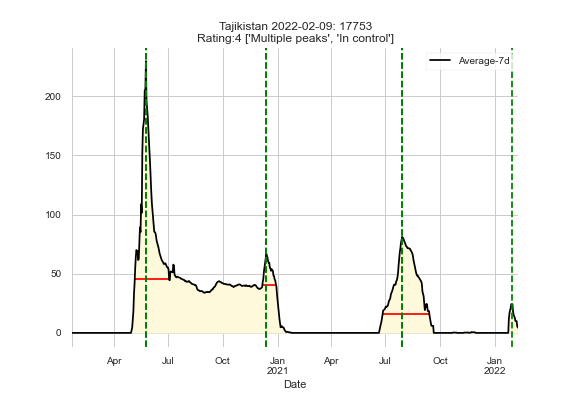 Tajikistan 2022-02-09: 17753
Rating:4 ['Multiple peaks', 'In control']
Average-7d
200
150
100
50
0
Apr
Jul
Oct
Jan
2021
Apr
Jul
Oct
Jan
2022
Date